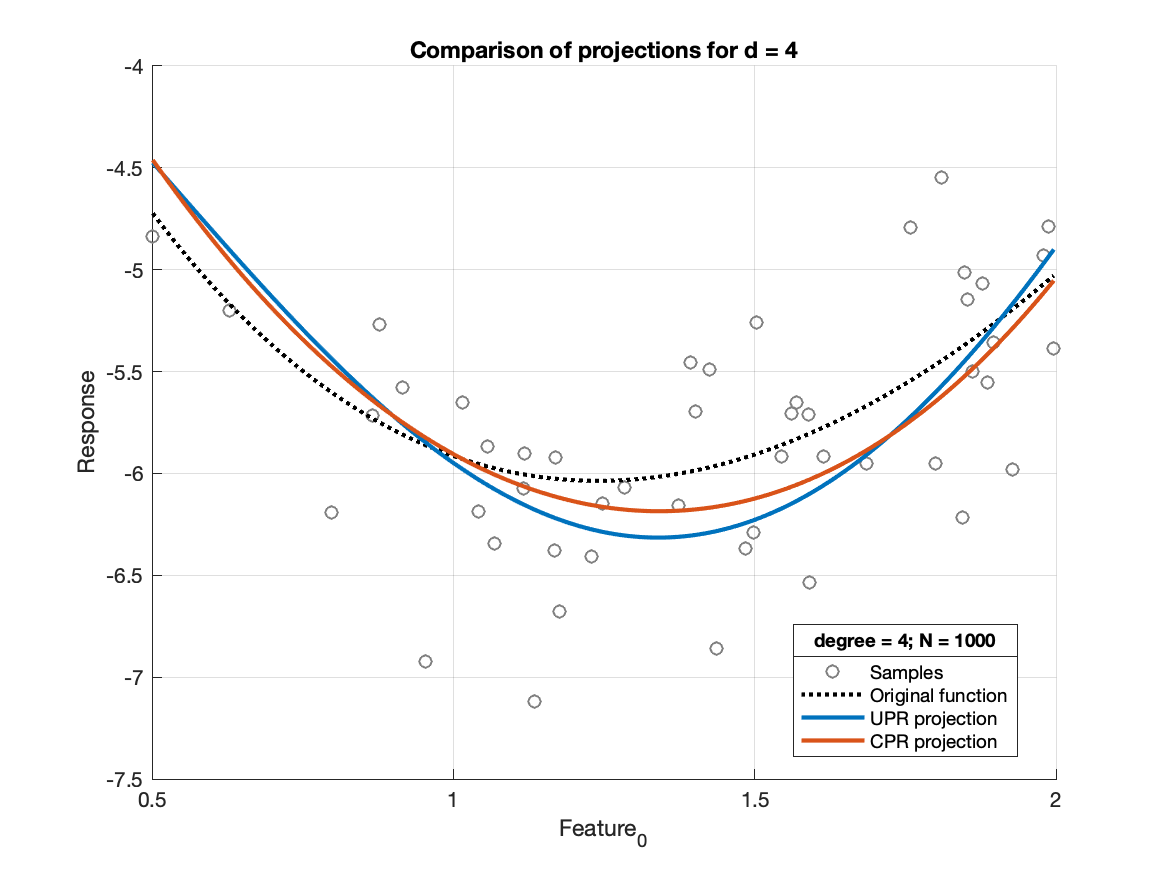 Comparison of projections for d = 4
-4
-4.5
-5
-5.5
-6
-6.5
-7
-7.5
Response
0.5
1
1.5
2
Feature0
degree = 4; N = 1000
Samples
Original function
UPR projection
CPR projection